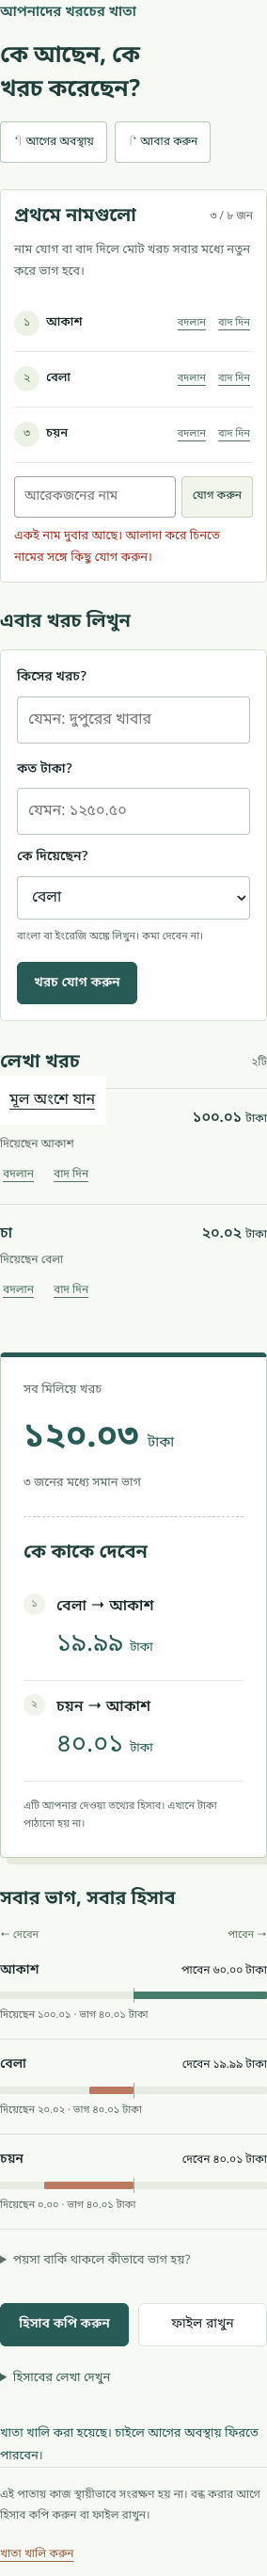 আপনাদের খরচের খাতা
কে আছেন, কে
খরচ করেছেন?
আগের অবস্থায়
আবার করুন
প্রথমে নামগুলো
৩ / ৮ জন
নাম যোগ বা বাদ দিলে মোট খরচ সবার মধ্যে নতুন
করে ভাগ হবে।
১ আকাশ বদলান বাদ দিন
২ বেলা বদলান বাদ দিন
৩ চয়ন বদলান বাদ দিন
আরেকজনের নাম যোগ করুন
একই নাম দুবার আছে। আলাদা করে চিনতে
নামের সঙ্গে কিছু যোগ করুন।
এবার খরচ লিখুন
কিসের খরচ?
যেমন: দুপুরের খাবার
কত টাকা?
যেমন: ১২৫০.৫০
কে দিয়েছেন?
বেলা
বাংলা বা ইংরেজি অঙ্কে লিখুন। কমা দেবেন না।
খরচ যোগ করুন
লেখা খরচ ২টি
মূল অংশে যান
১০০.০১ টাকা
দিয়েছেন আকাশ
বদলান বাদ দিন
চা ২০.০২ টাকা
দিয়েছেন বেলা
বদলান বাদ দিন
সব মিলিয়ে খরচ
১২০.০৩ টাকা
৩ জনের মধ্যে সমান ভাগ
কে কাকে দেবেন
১ বেলা → আকাশ
১৯.৯৯ টাকা
২ চয়ন → আকাশ
৪০.০১ টাকা
এটি আপনার দেওয়া তথ্যের হিসাব। এখানে টাকা
পাঠানো হয় না।
সবার ভাগ, সবার হিসাব
← দেবেন পাবেন →
আকাশ পাবেন ৬০.০০ টাকা
দিয়েছেন ১০০.০১ · ভাগ ৪০.০১ টাকা
বেলা দেবেন ১৯.৯৯ টাকা
দিয়েছেন ২০.০২ · ভাগ ৪০.০১ টাকা
চয়ন দেবেন ৪০.০১ টাকা
দিয়েছেন ০.০০ · ভাগ ৪০.০১ টাকা
▶ পয়সা বাকি থাকলে কীভাবে ভাগ হয়?
হিসাব কপি করুন ফাইল রাখুন
▶ হিসাবের লেখা দেখুন
খাতা খালি করা হয়েছে। চাইলে আগের অবস্থায় ফিরতে
পারবেন।
এই পাতায় কাজ স্থায়ীভাবে সংরক্ষণ হয় না। বন্ধ করার আগে
হিসাব কপি করুন বা ফাইল রাখুন।
খাতা খালি করুন